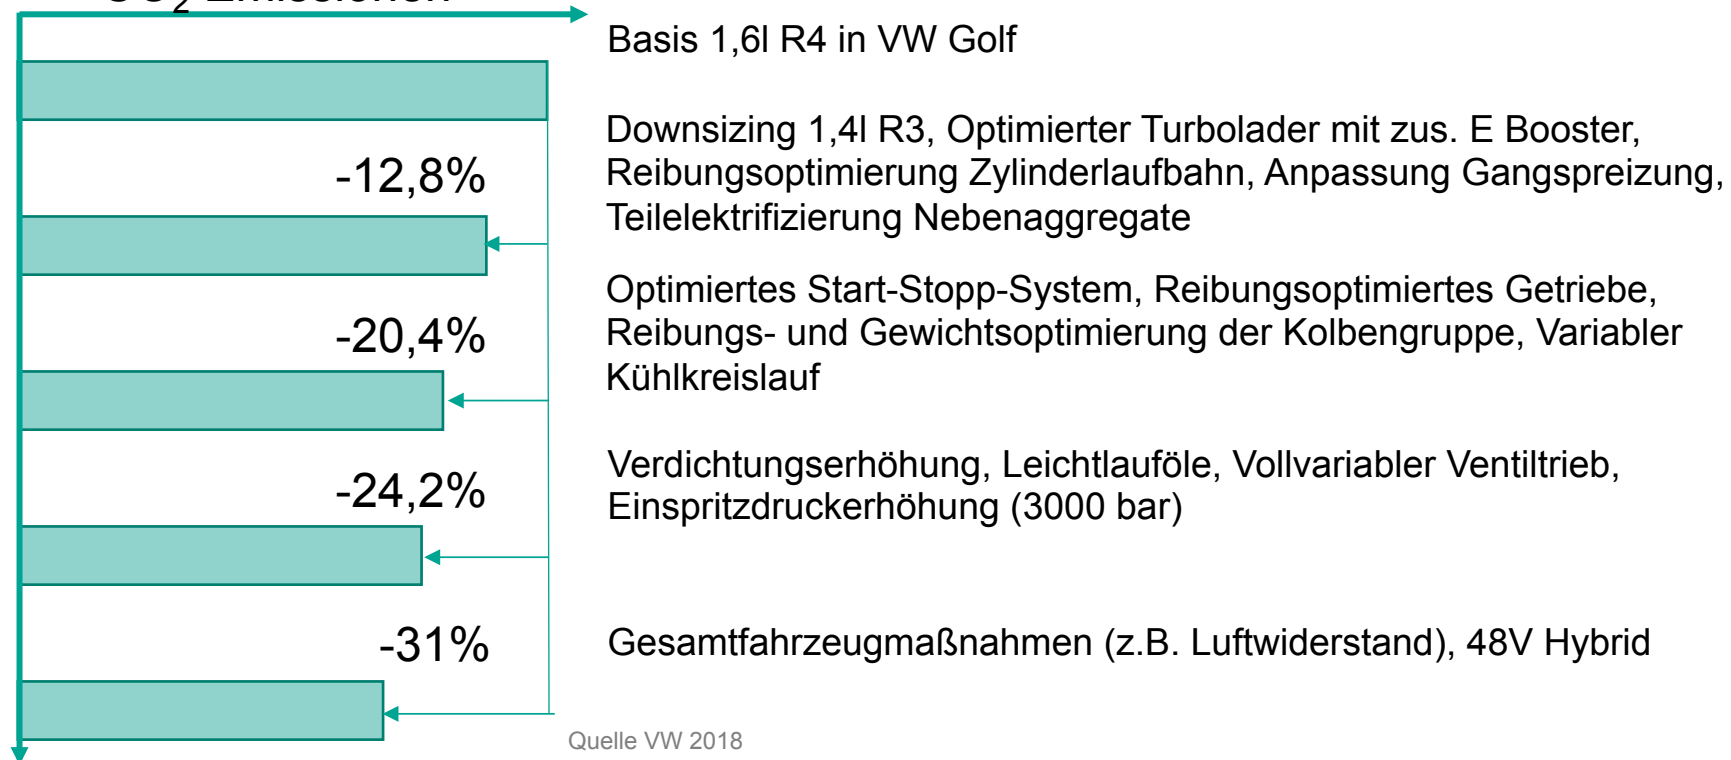 CO2 Emissionen
Basis 1,6l R4 in VW Golf
-12,8%
Downsizing 1,4l R3, Optimierter Turbolader mit zus. E Booster,
Reibungsoptimierung Zylinderlaufbahn, Anpassung Gangspreizung,
Teilelektrifizierung Nebenaggregate
-20,4%
Optimiertes Start-Stopp-System, Reibungsoptimiertes Getriebe,
Reibungs- und Gewichtsoptimierung der Kolbengruppe, Variabler
Kühlkreislauf
-24,2%
Verdichtungserhöhung, Leichtlauföle, Vollvariabler Ventiltrieb,
Einspritzdruckerhöhung (3000 bar)
-31%
Gesamtfahrzeugmaßnahmen (z.B. Luftwiderstand), 48V Hybrid
Quelle VW 2018